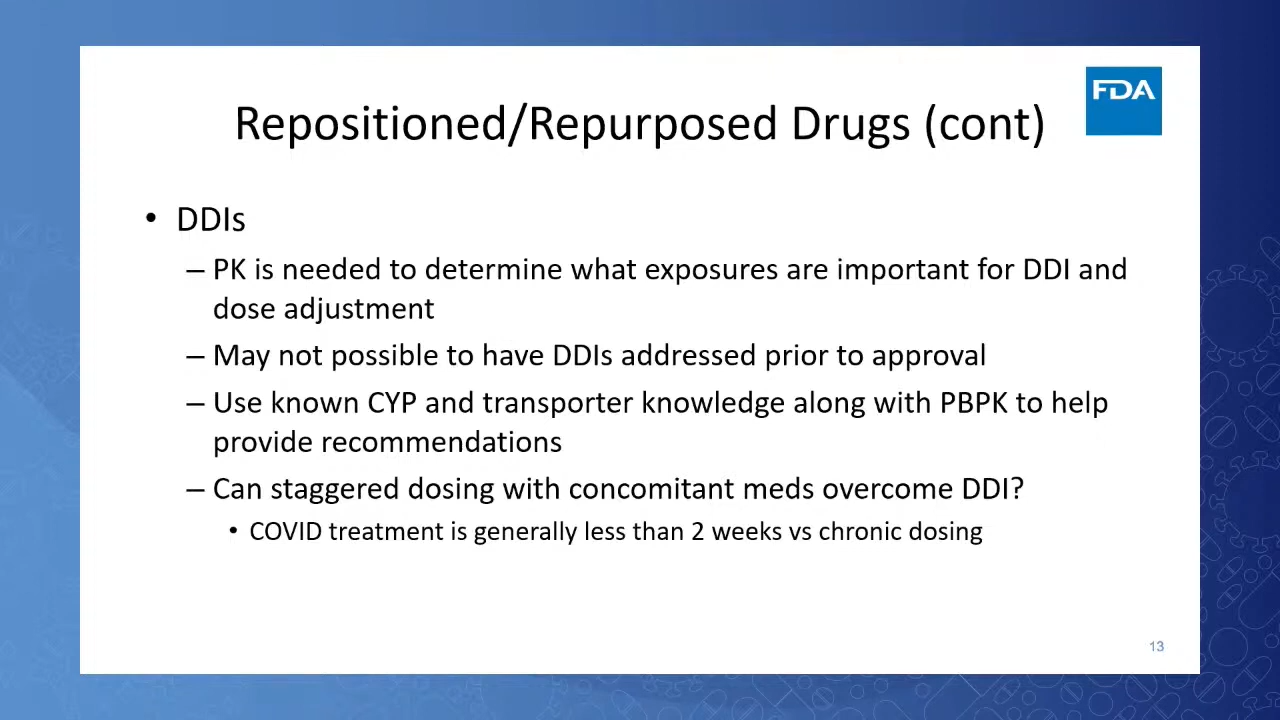 FDA
Repositioned/Repurposed Drugs (cont)
• DDIs
– PK is needed to determine what exposures are important for DDI and
dose adjustment
– May not possible to have DDIs addressed prior to approval
– Use known CYP and transporter knowledge along with PBPK to help
provide recommendations
– Can staggered dosing with concomitant meds overcome DDI?
• COVID treatment is generally less than 2 weeks vs chronic dosing
13